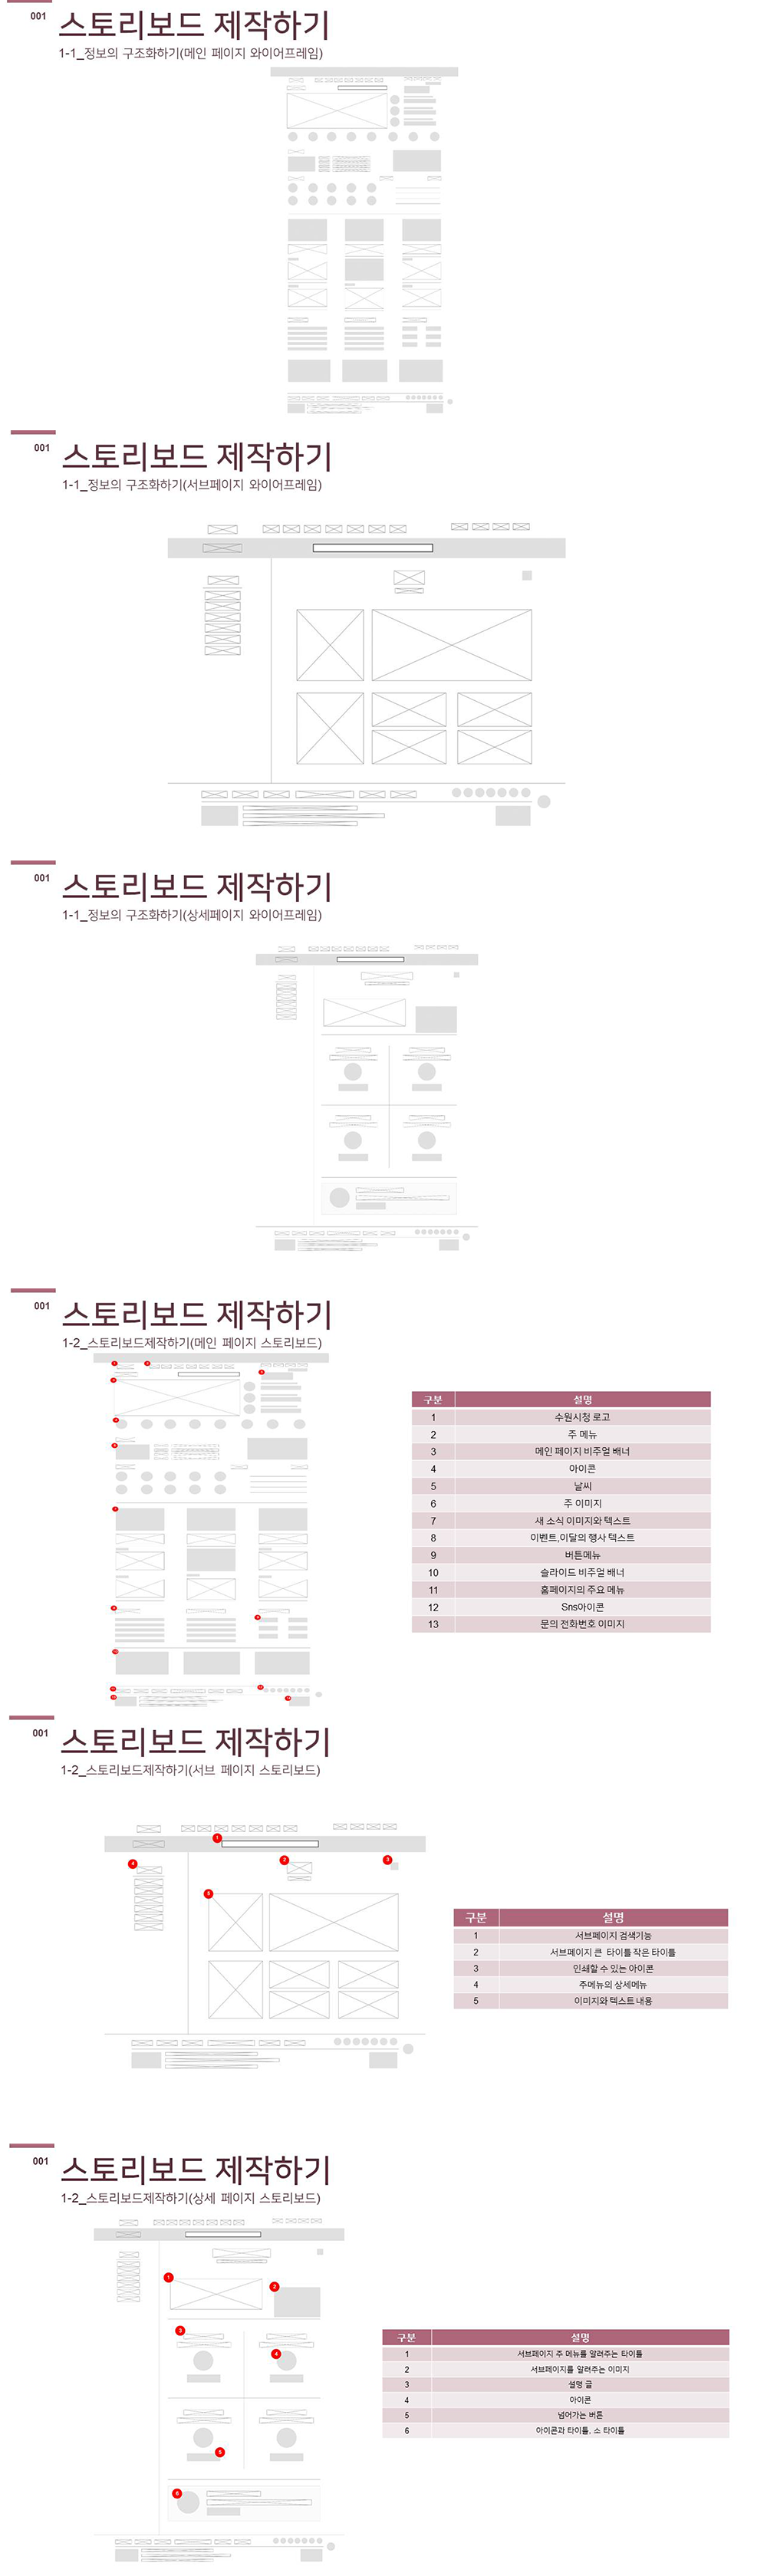 001
스토리보드 제작하기
1-1_정보의 구조화하기(메인 페이지 와이어프레임)
001
스토리보드 제작하기
1-1_정보의 구조화하기(서브페이지 와이어프레임)
001
스토리보드 제작하기
1-1_정보의 구조화하기(상세페이지 와이어프레임)
001
스토리보드 제작하기
1-2_스토리보드제작하기(메인 페이지 스토리보드)
구분 설명
1 수원시청 로고
2 주 메뉴
3 메인 페이지 비주얼 배너
4 아이콘
5 날씨
6 주 이미지
7 새 소식 이미지와 텍스트
8 이벤트,이달의 행사 텍스트
9 버튼메뉴
10 슬라이드 비주얼 배너
11 홈페이지의 주요 메뉴
12 Sns아이콘
13 문의 전화번호 이미지
001
스토리보드 제작하기
1-2_스토리보드제작하기(서브 페이지 스토리보드)
1
2
3
4
5
구분 설명
1 서브페이지 검색기능
2 서브페이지 큰 타이틀 작은 타이틀
3 인쇄할 수 있는 아이콘
4 주메뉴의 상세메뉴
5 이미지와 텍스트 내용
001
스토리보드 제작하기
1-2_스토리보드제작하기(상세 페이지 스토리보드)
1
2
3
4
5
6
구분 설명
1 서브페이지 주 메뉴를 알려주는 타이틀
2 서브페이지를 알려주는 이미지
3 설명 글
4 아이콘
5 넘어가는 버튼
6 아이콘과 타이틀, 소 타이틀